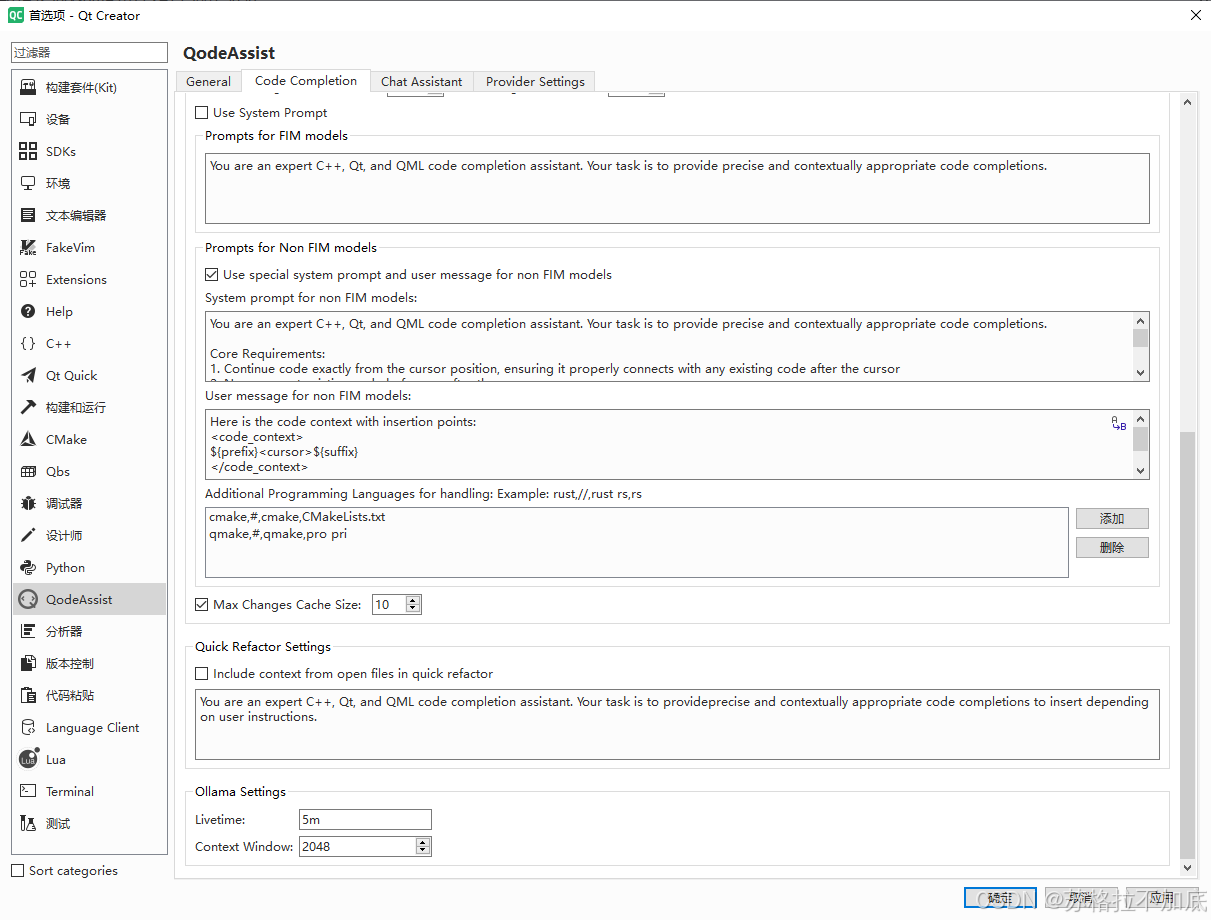 QC 首选项 - Qt Creator
过滤器
构建套件(Kit)
设备
SDKs
环境
文本编辑器
FakeVim
Extensions
Help
C++
Qt Quick
构建和运行
CMake
Qbs
调试器
设计师
Python
QodeAssist
分析器
版本控制
代码粘贴
Language Client
Lua
Terminal
测试
Sort categories
QodeAssist
General
Code Completion
Chat Assistant
Provider Settings
Use System Prompt
Prompts for FIM models
You are an expert C++, Qt, and QML code completion assistant. Your task is to provide precise and contextually appropriate code completions.
Prompts for Non FIM models
Use special system prompt and user message for non FIM models
System prompt for non FIM models:
You are an expert C++, Qt, and QML code completion assistant. Your task is to provide precise and contextually appropriate code completions.
Core Requirements:
1. Continue code exactly from the cursor position, ensuring it properly connects with any existing code after the cursor
User message for non FIM models:
Here is the code context with insertion points:
<code_context>
${prefix}<cursor>${suffix}
</code_context>
Additional Programming Languages for handling: Example: rust,//,rust rs,rs
cmake,#,cmake,CMakeLists.txt
qmake,#,qmake,pro pri
添加
删除
Max Changes Cache Size: 10
Quick Refactor Settings
Include context from open files in quick refactor
You are an expert C++, Qt, and QML code completion assistant. Your task is to provideprecise and contextually appropriate code completions to insert depending
on user instructions.
Ollama Settings
Livetime: 5m
Context Window: 2048
确定
取消
应用
CSDN @苏格拉不加底